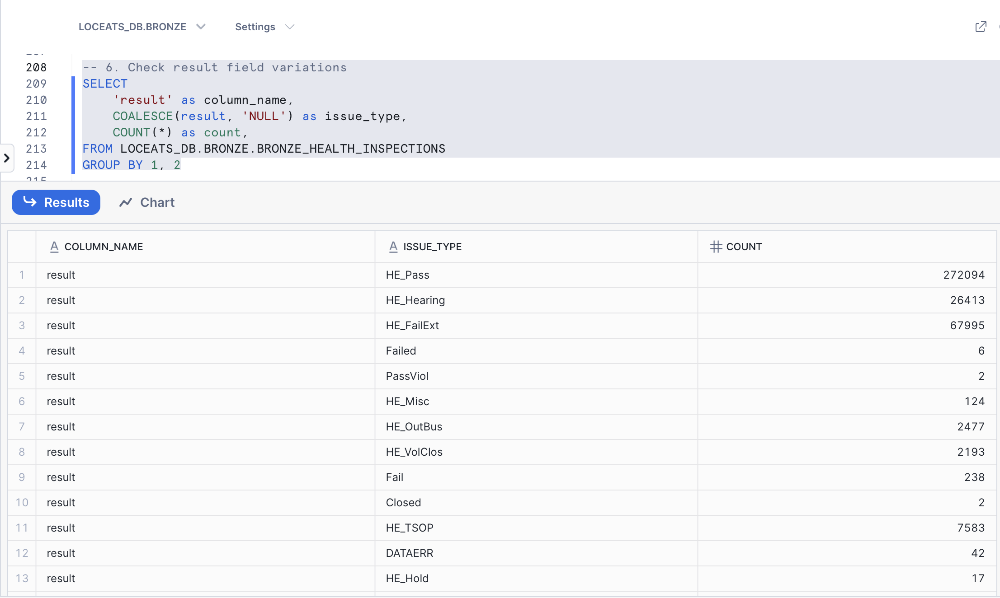 LOCEATS_DB.BRONZE Settings
208 -- 6. Check result field variations
209 SELECT
210 'result' as column_name,
211 COALESCE(result, 'NULL') as issue_type,
212 COUNT(*) as count,
213 FROM LOCEATS_DB.BRONZE.BRONZE_HEALTH_INSPECTIONS
214 GROUP BY 1, 2
215
Results Chart
COLUMN_NAME ISSUE_TYPE COUNT
1 result HE_Pass 272094
2 result HE_Hearing 26413
3 result HE_FailExt 67995
4 result Failed 6
5 result PassViol 2
6 result HE_Misc 124
7 result HE_OutBus 2477
8 result HE_VolClos 2193
9 result Fail 238
10 result Closed 2
11 result HE_TSOP 7583
12 result DATAERR 42
13 result HE_Hold 17